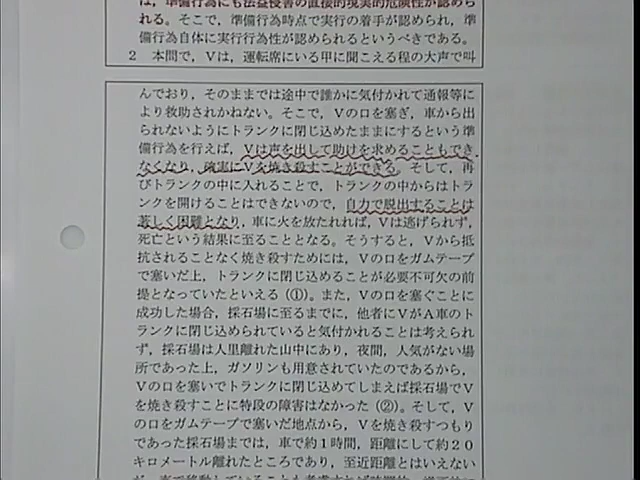 は，準備行為にも法益侵害の直接的現実的危険性が認めら
れる。そこで，準備行為時点で実行の着手が認められ，準
備行為自体に実行行為性が認められるというべきである。
２　本問で，Ｖは，運転席にいる甲に聞こえる程の大声で叫
んでおり，そのままでは途中で誰かに気付かれて通報等に
より救助されかねない。そこで，Ｖの口を塞ぎ，車から出
られないようにトランクに閉じ込めたままにするという準
備行為を行えば，Ｖは声を出して助けを求めることもでき
なくなり，確実にＶを焼き殺すことができる。そして，再
びトランクの中に入れることで，トランクの中からはトラ
ンクを開けることはできないので，自力で脱出することは
著しく困難となり，車に火を放たれれば，Ｖは逃げられず，
死亡という結果に至ることとなる。そうすると，Ｖから抵
抗されることなく焼き殺すためには，Ｖの口をガムテープ
で塞いだ上，トランクに閉じ込めることが必要不可欠の前
提となっていたといえる（①）。また，Ｖの口を塞ぐことに
成功した場合，採石場に至るまでに，他者にＶがＡ車のト
ランクに閉じ込められていると気付かれることは考えられ
ず，採石場は人里離れた山中にあり，夜間，人気がない場
所であった上，ガソリンも用意されていたのであるから，
Ｖの口を塞いでトランクに閉じ込めてしまえば採石場でＶ
を焼き殺すことに特段の障害はなかった（②）。そして，Ｖ
の口をガムテープで塞いだ地点から，Ｖを焼き殺すつもり
であった採石場までは，車で約１時間，距離にして約２０
キロメートル離れたところであり，至近距離とはいえない